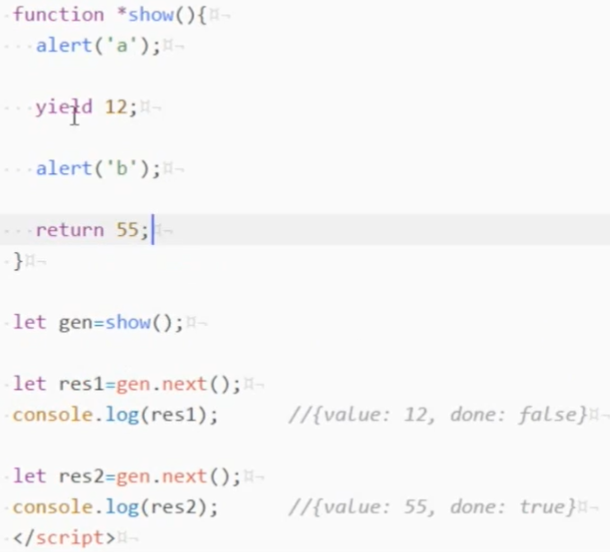 function *show(){
alert('a');
yield 12;
alert('b');
return 55;
}
let gen=show();
let res1=gen.next();
console.log(res1); //{value: 12, done: false}
let res2=gen.next();
console.log(res2); //{value: 55, done: true}
</script>